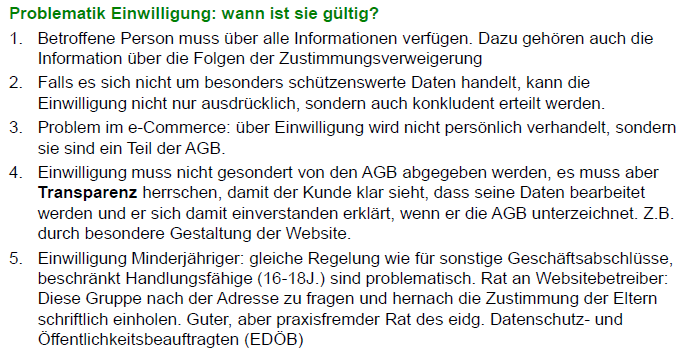 Problematik Einwilligung: wann ist sie gültig?
1. Betroffene Person muss über alle Informationen verfügen. Dazu gehören auch die
Information über die Folgen der Zustimmungsverweigerung
2. Falls es sich nicht um besonders schützenswerte Daten handelt, kann die
Einwilligung nicht nur ausdrücklich, sondern auch konkludent erteilt werden.
3. Problem im e-Commerce: über Einwilligung wird nicht persönlich verhandelt, sondern
sie sind ein Teil der AGB.
4. Einwilligung muss nicht gesondert von den AGB abgegeben werden, es muss aber
Transparenz herrschen, damit der Kunde klar sieht, dass seine Daten bearbeitet
werden und er sich damit einverstanden erklärt, wenn er die AGB unterzeichnet. Z.B.
durch besondere Gestaltung der Website.
5. Einwilligung Minderjähriger: gleiche Regelung wie für sonstige Geschäftsabschlüsse,
beschränkt Handlungsfähige (16-18J.) sind problematisch. Rat an Websitebetreiber:
Diese Gruppe nach der Adresse zu fragen und hernach die Zustimmung der Eltern
schriftlich einholen. Guter, aber praxisfremder Rat des eidg. Datenschutz- und
Öffentlichkeitsbeauftragten (EDÖB)